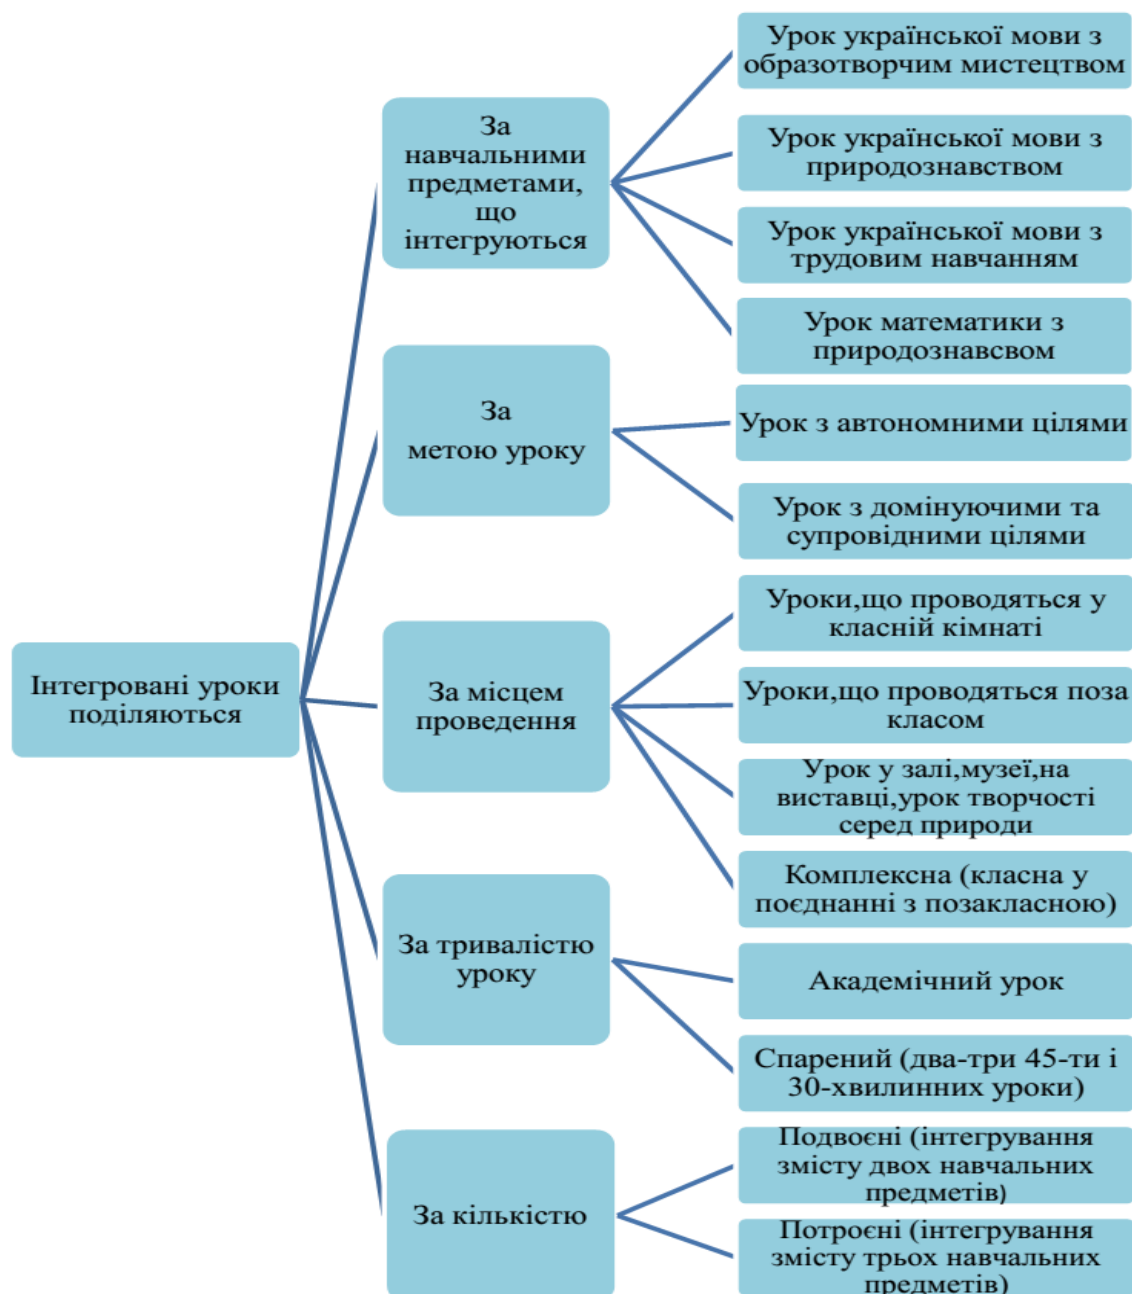 Інтегровані уроки
поділяються
За
навчальними
предметами,
що
інтегруються
Урок української мови з
образотворчим мистецтвом
Урок української мови з
природознавством
Урок української мови з
трудовим навчанням
Урок математики з
природознавсвом
За
метою уроку
Урок з автономними цілями
Урок з домінуючими та
супровідними цілями
За місцем
проведення
Уроки,що проводяться у
класній кімнаті
Уроки,що проводяться поза
класом
Урок у залі,музеї,на
виставці,урок творчості
серед природи
Комплексна (класна у
поєднанні з позакласною)
За тривалістю
уроку
Академічний урок
Спарений (два-три 45-ти і
30-хвилинних уроки)
За кількістю
Подвоєні (інтегрування
змісту двох навчальних
предметів)
Потроєні (інтегрування
змісту трьох навчальних
предметів)